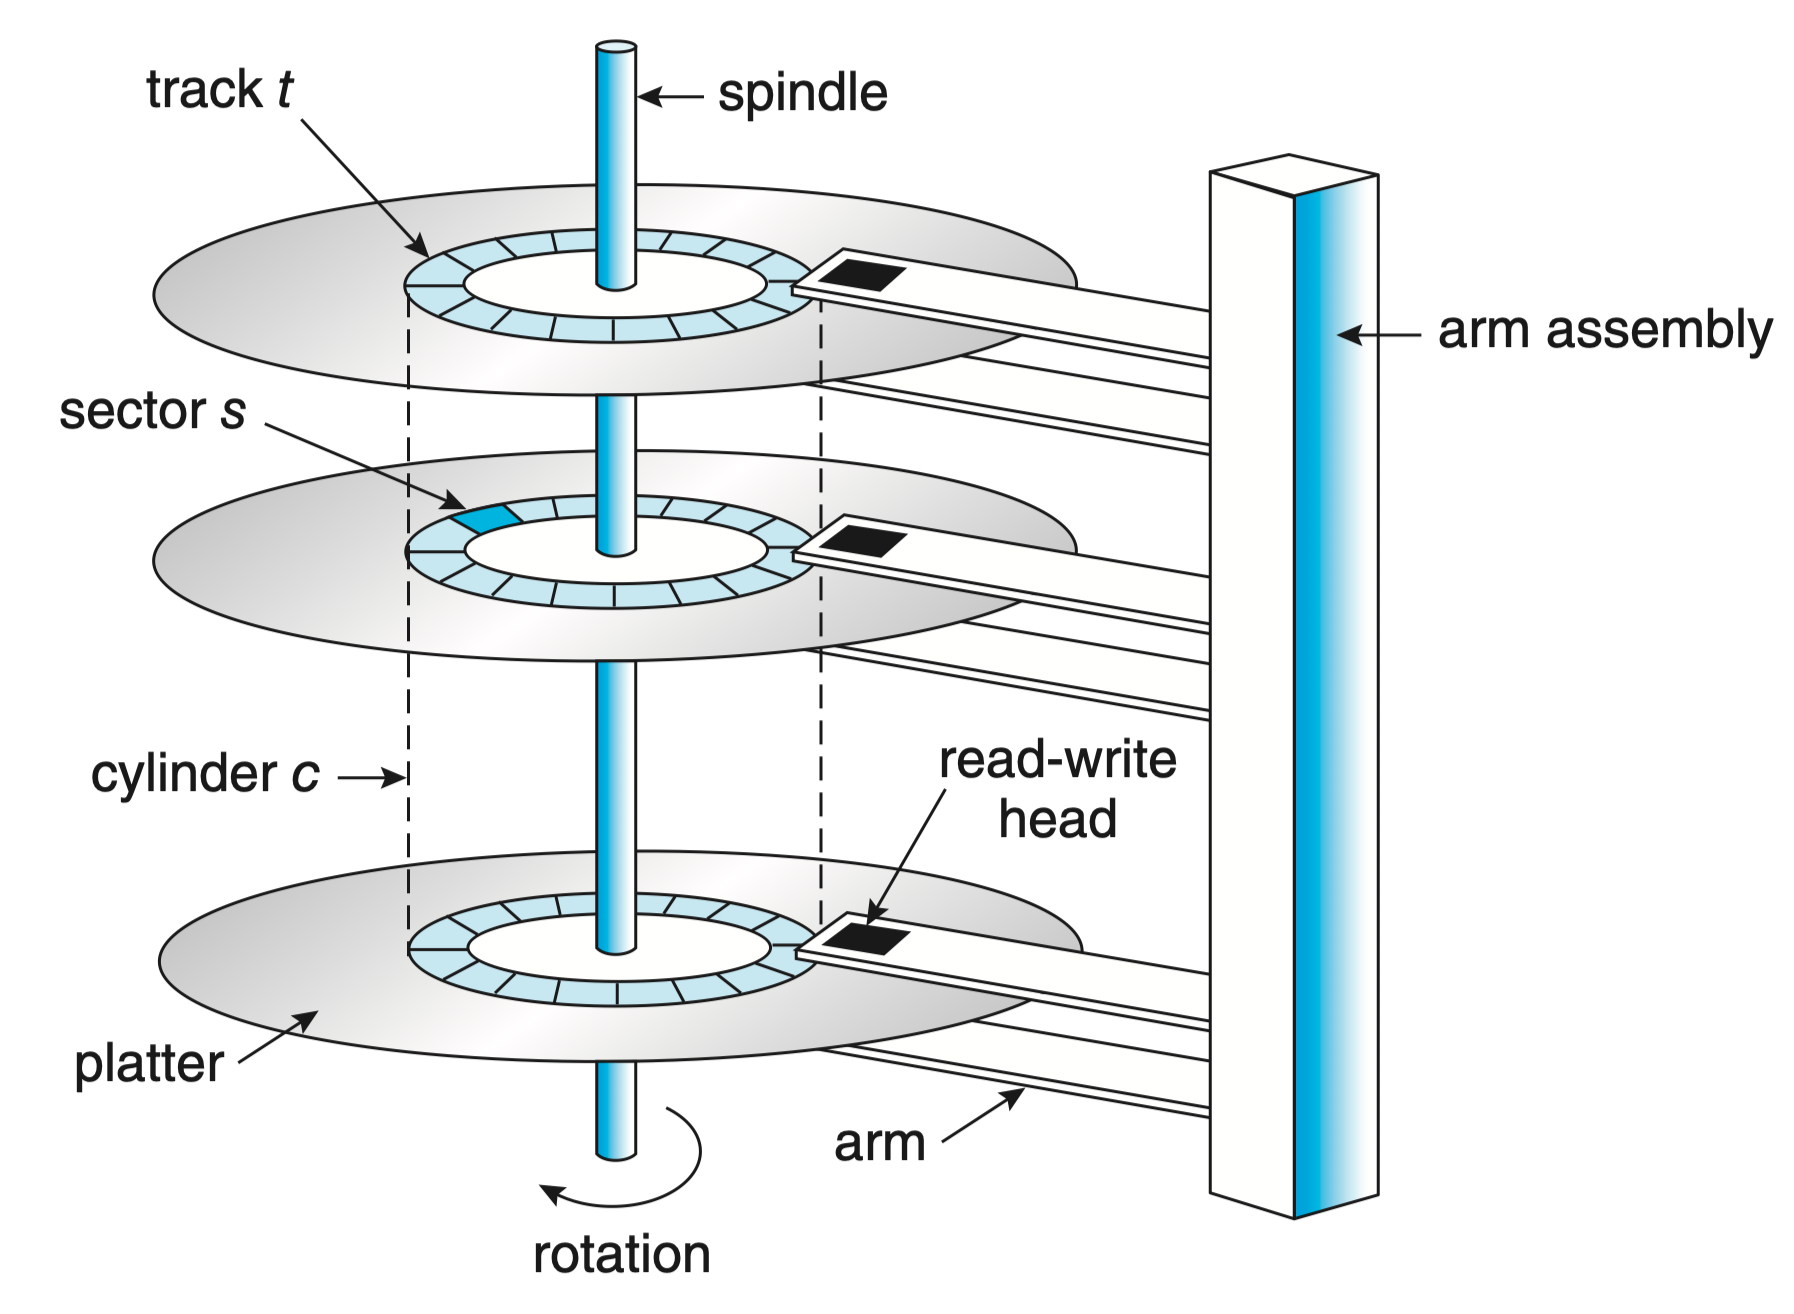 track t
spindle
arm assembly
sector s
cylinder c
read-write
head
platter
arm
rotation